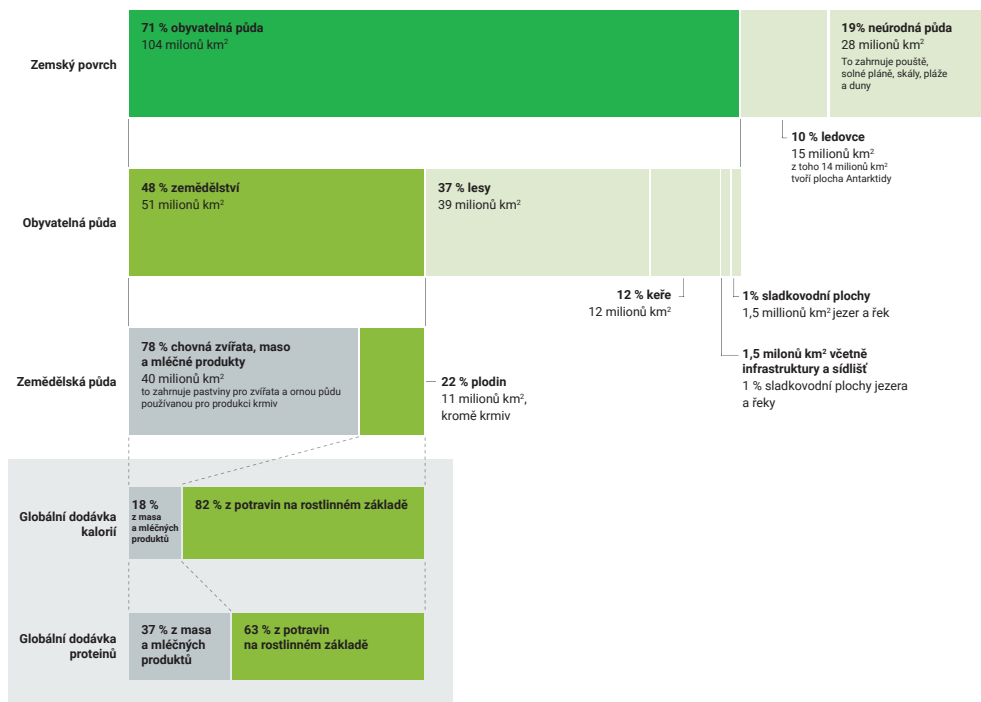 Zemský povrch
71 % obyvatelná půda
104 milonů km²
19% neúrodná půda
28 milionů km²
To zahrnuje pouště,
solné pláně, skály, pláže
a duny
10 % ledovce
15 milionů km²
z toho 14 milionů km²
tvoří plocha Antarktidy
Obyvatelná půda
48 % zemědělství
51 milionů km²
37 % lesy
39 milionů km²
12 % keře
12 milionů km²
1% sladkovodní plochy
1,5 millionů km² jezer a řek
1,5 milonů km² včetně
infrastruktury a sídlišť
1 % sladkovodní plochy jezera
a řeky
Zemědělská půda
78 % chovná zvířata, maso
a mléčné produkty
40 milionů km²
to zahrnuje pastviny pro zvířata a ornou půdu
používanou pro produkci krmiv
22 % plodin
11 milionů km²,
kromě krmiv
Globální dodávka
kalorií
18 %
z masa
a mléčných
produktů
82 % z potravin na rostlinném základě
Globální dodávka
proteinů
37 % z masa
a mléčných
produktů
63 % z potravin
na rostlinném základě